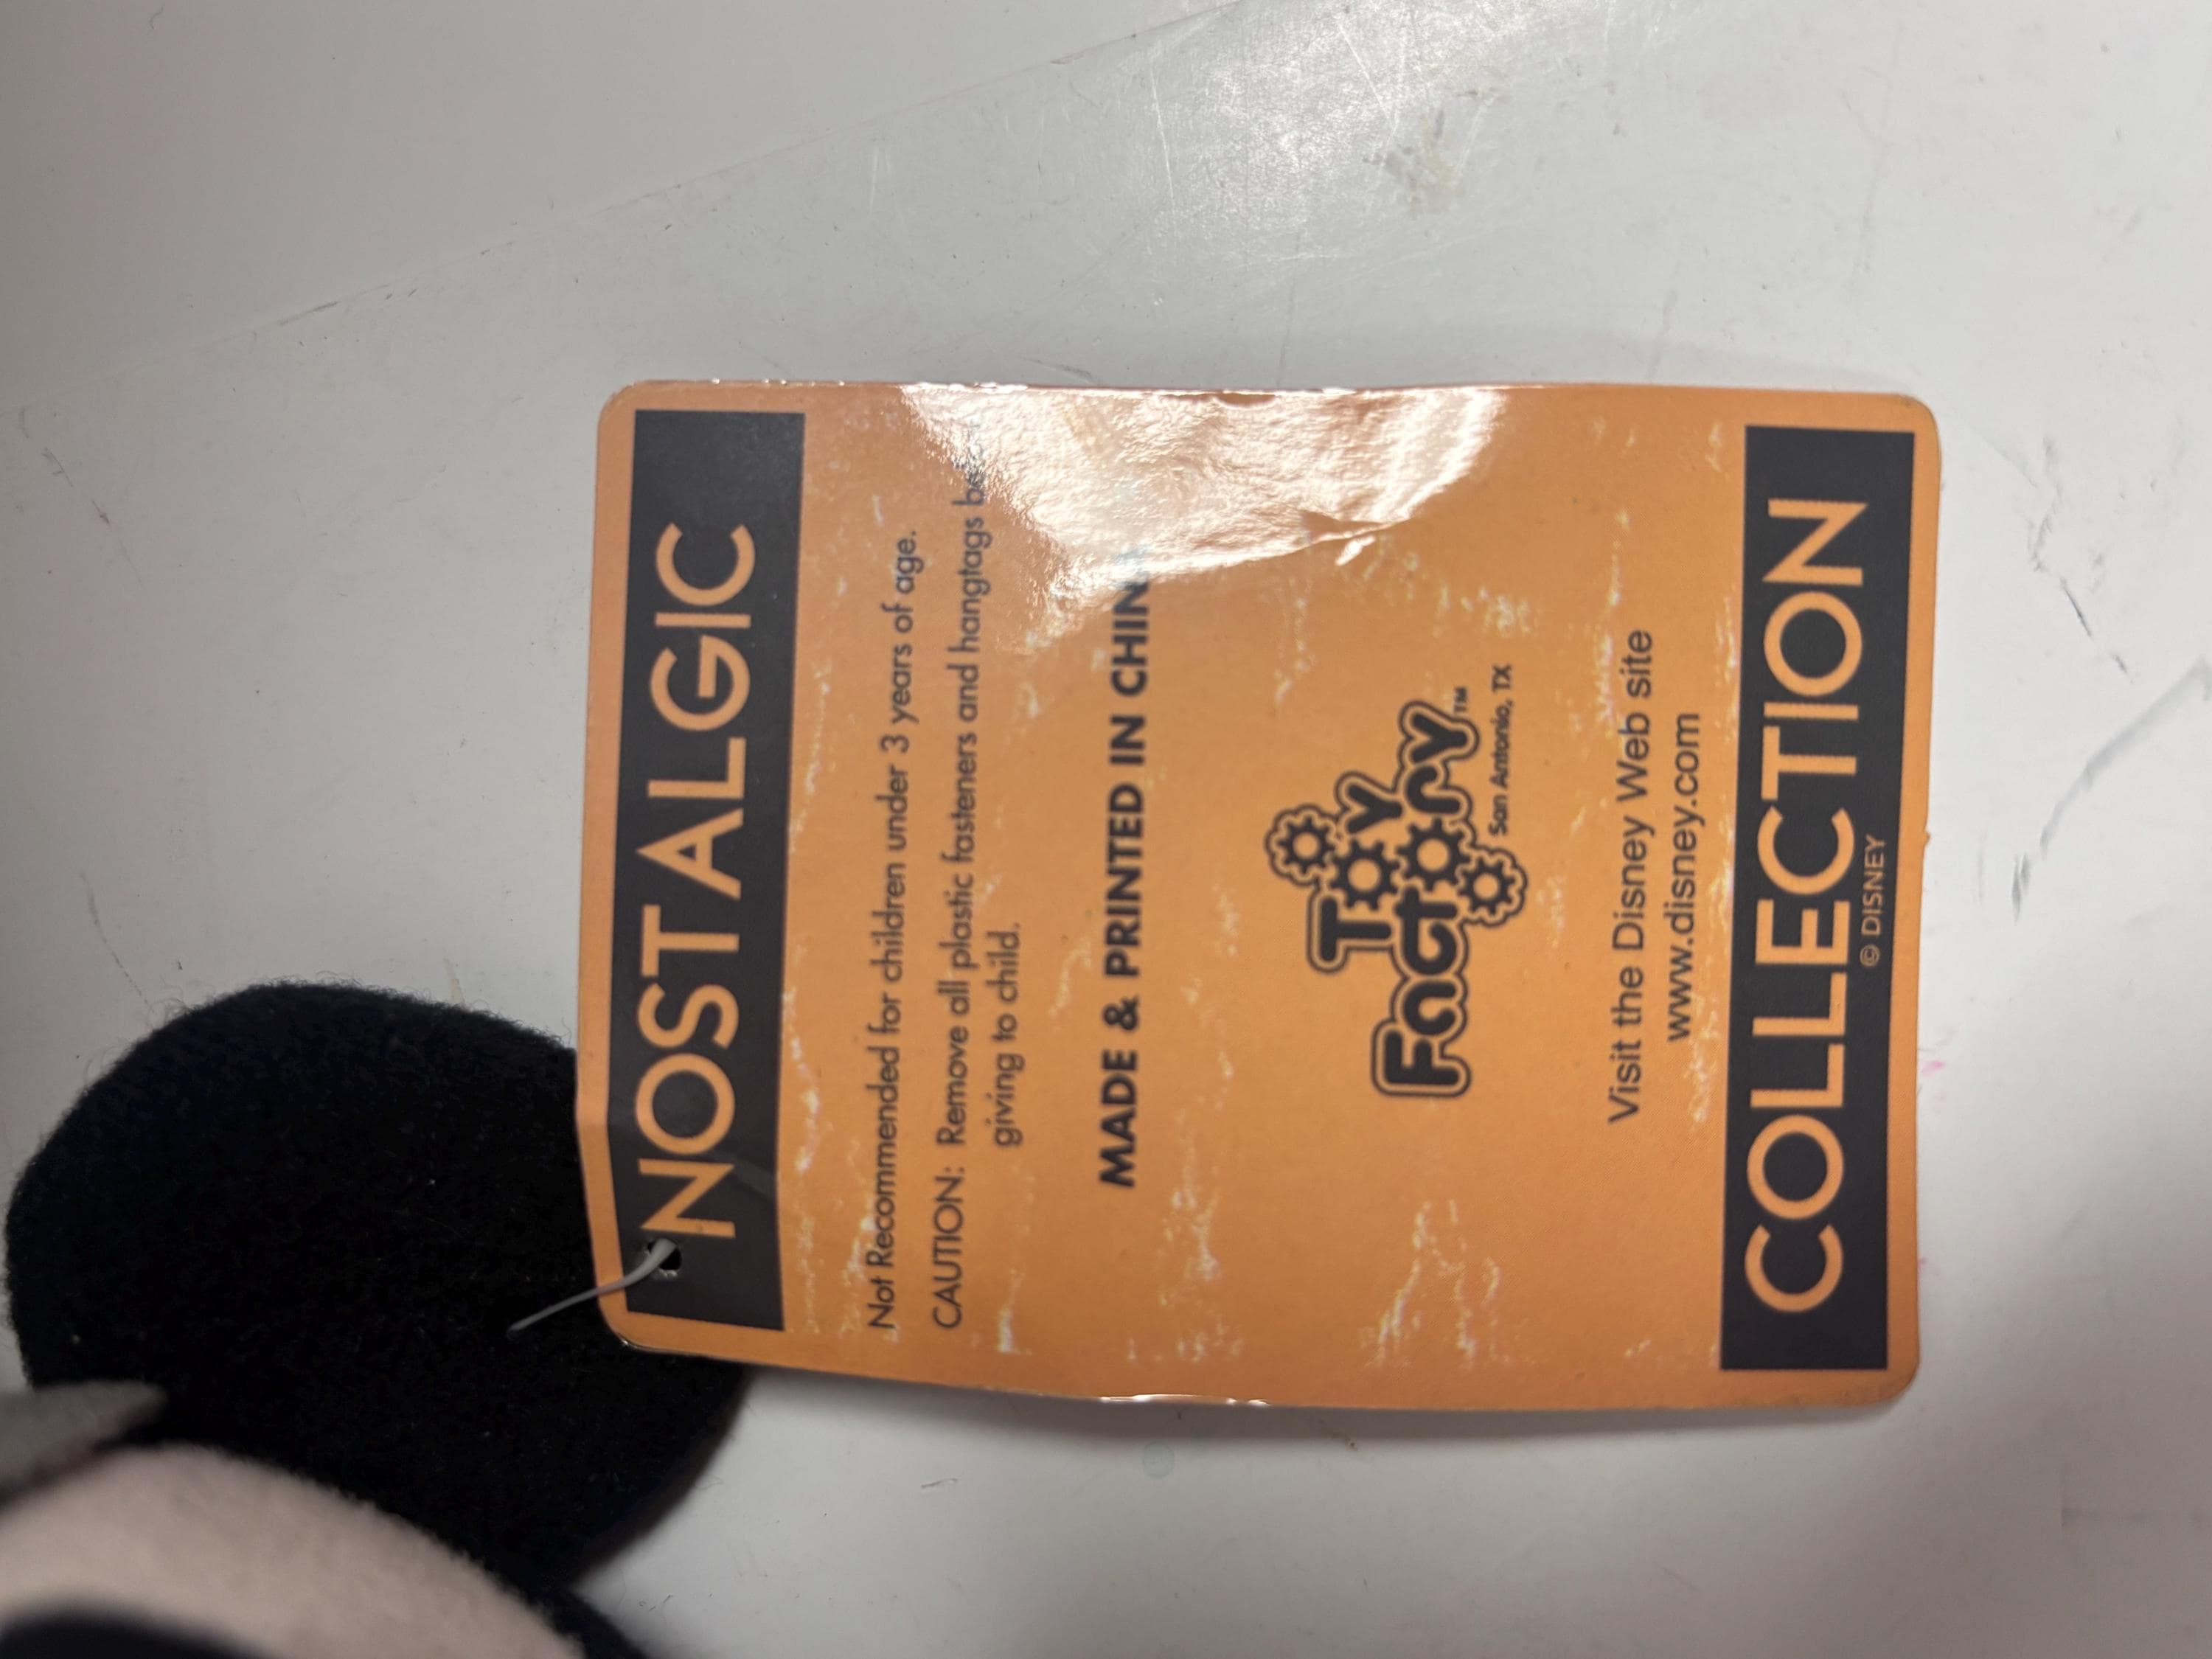 NOSTALGIC
Not Recommended for children under 3 years of age.
CAUTION: Remove all plastic fasteners and hangtags
giving to child.
MADE & PRINTED IN
Toy
Factory™
San Antonio, TX
Visit the Disney Web site
www.disney.com
COLLECTION
© DISNEY